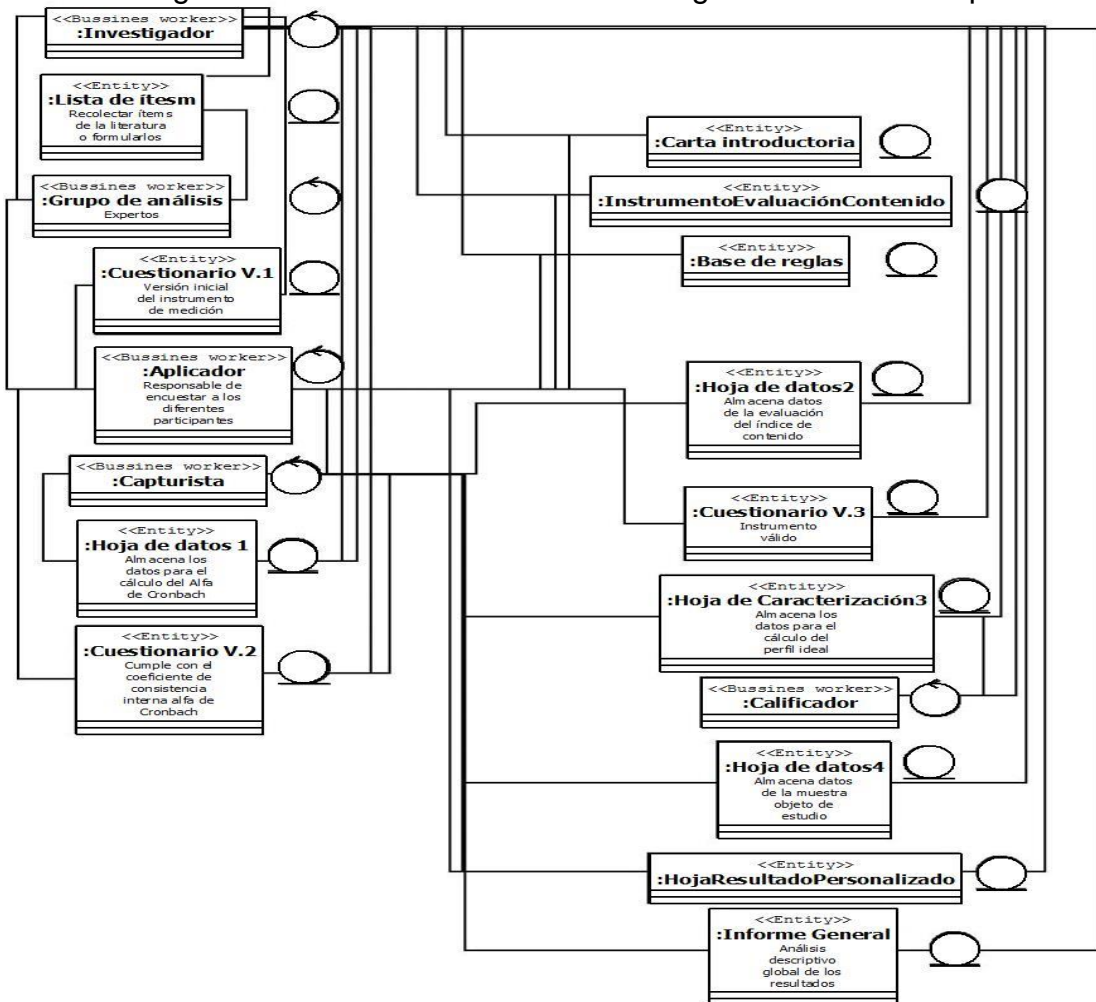 <<Bussines worker>>
:Investigador
<<Entity>>
:Lista de ítesm
Recolectar ítems
de la literatura
o formularlos
<<Bussines worker>>
:Grupo de análisis
Expertos
<<Entity>>
:Cuestionario V.1
Versión inicial
del instrumento
de medición
<<Bussines worker>>
:Aplicador
Responsable de
encuestar a los
diferentes
participantes
<<Bussines worker>>
:Capturista
<<Entity>>
:Hoja de datos 1
Almacena los
datos para el
cálculo del Alfa
de Cronbach
<<Entity>>
:Cuestionario V.2
Cumple con el
coeficiente de
consistencia
interna alfa de
Cronbach
<<Entity>>
:Carta introductoria
<<Entity>>
:InstrumentoEvaluaciónContenido
<<Entity>>
:Base de reglas
<<Entity>>
:Hoja de datos2
Almacena datos
de la evaluación
del índice de
contenido
<<Entity>>
:Cuestionario V.3
Instrumento
válido
<<Entity>>
:Hoja de Caracterización3
Almacena los
datos para el
cálculo del
perfil ideal
<<Bussines worker>>
:Calificador
<<Entity>>
:Hoja de datos4
Almacena datos
de la muestra
objeto de
estudio
<<Entity>>
:HojaResultadoPersonalizado
<<Entity>>
:Informe General
Análisis
descriptivo
global de los
resultados